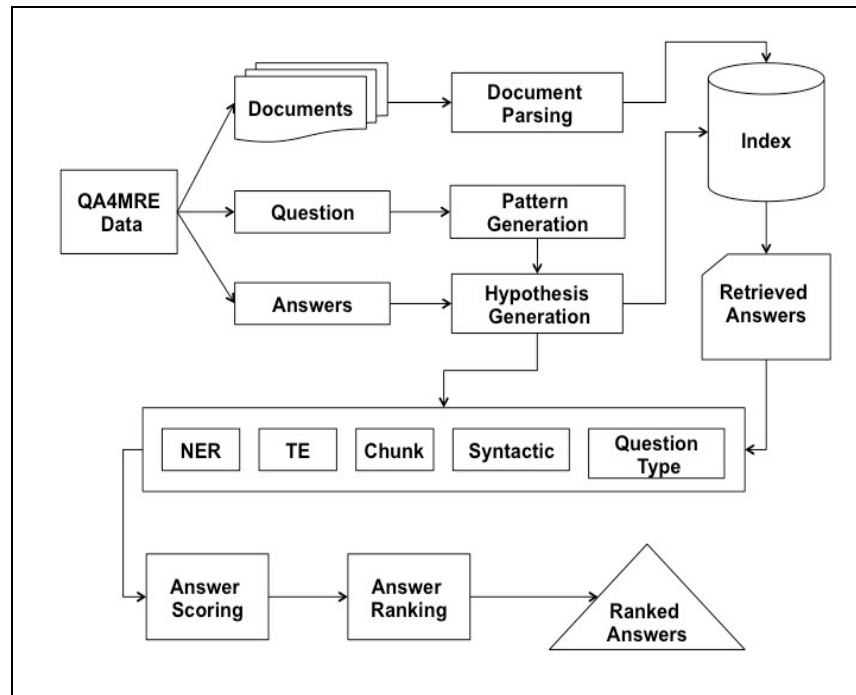 Documents
Document
Parsing
Index
QA4MRE
Data
Question
Pattern
Generation
Answers
Hypothesis
Generation
Retrieved
Answers
NER
TE
Chunk
Syntactic
Question
Type
Answer
Scoring
Answer
Ranking
Ranked
Answers